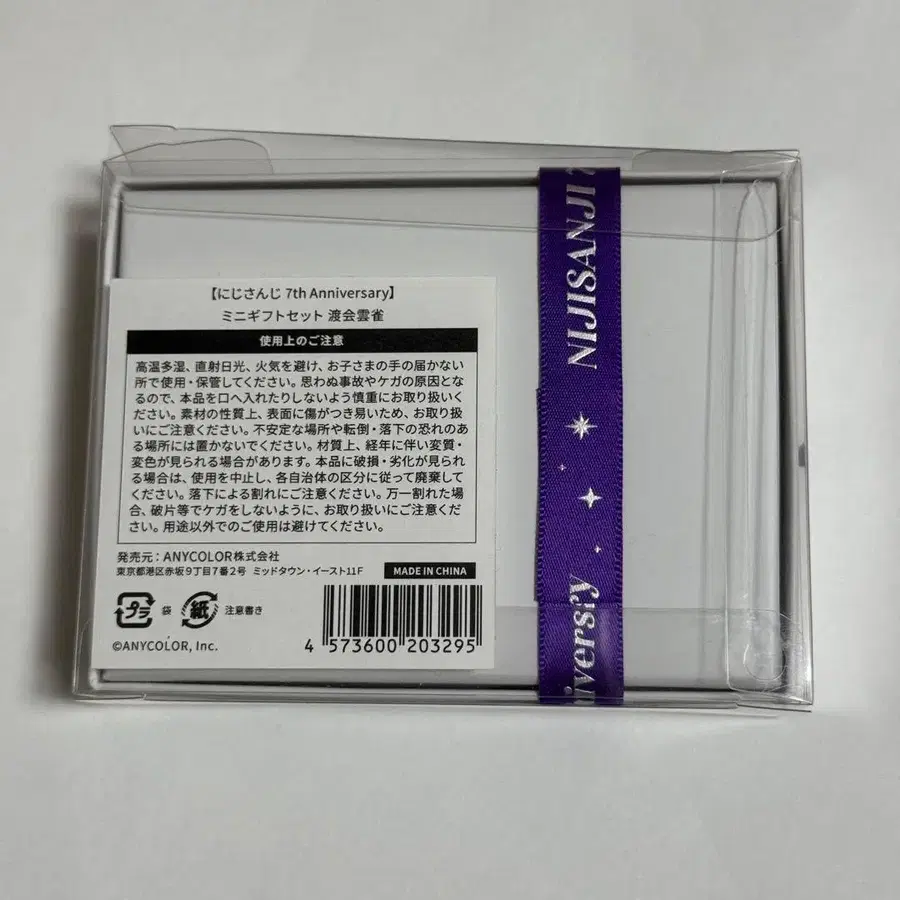 【にじさんじ 7th Anniversary】
ミニギフトセット 渡会雲雀
使用上のご注意
高温多湿、直射日光、火気を避け、お子さまの手の届かない
所で使用・保管してください。思わぬ事故やケガの原因とな
るので、本品を口へ入れたりしないよう慎重にお取り扱いく
ださい。素材の性質上、表面に傷がつき易いため、お取り扱
いにご注意ください。不安定な場所や転倒・落下の恐れのあ
る場所には置かないでください。材質上、経年に伴い変質・
変色が見られる場合があります。本品に破損・劣化が見られ
る場合は、使用を中止し、各自治体の区分に従って廃棄して
ください。落下による割れにご注意ください。万一割れた場
合、破片等でケガをしないように、お取り扱いにご注意くだ
さい。用途以外でのご使用は避けてください。
発売元：ANYCOLOR株式会社
東京都港区赤坂9丁目7番2号 ミッドタウン・イースト11F
MADE IN CHINA
プラ 袋 紙 注意書き
©ANYCOLOR, Inc.
4 573600 203295
NIJISANJI
niversry